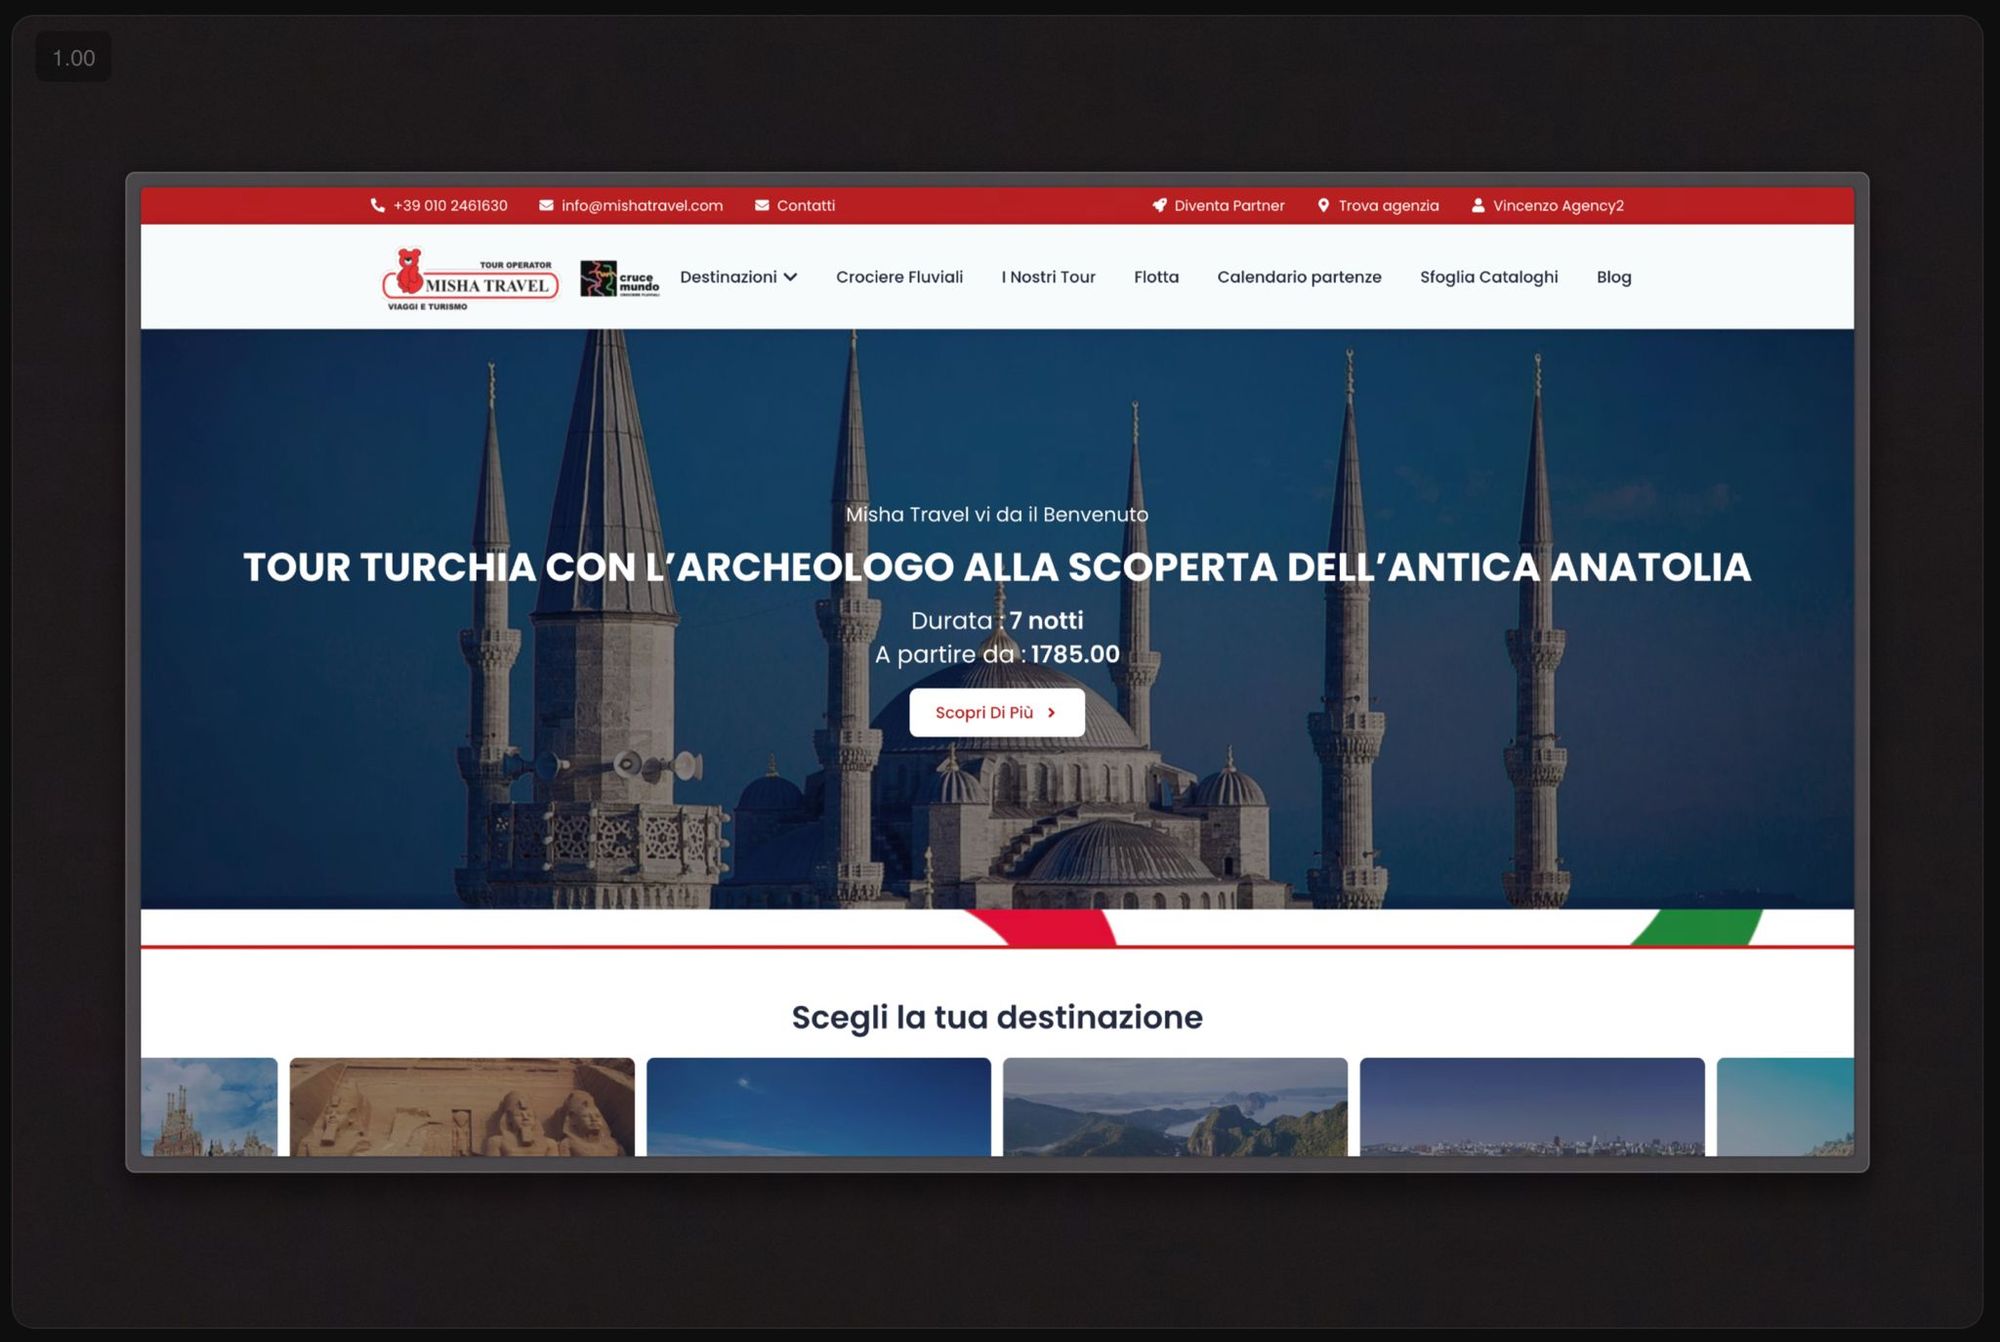 1.00
+39 010 2461630 info@mishatravel.com Contatti Diventa Partner Trova agenzia Vincenzo Agency2
TOUR OPERATOR
MISHA TRAVEL
VIAGGI E TURISMO
cruce
mundo
CROCIERE FLUVIALI
Destinazioni Crociere Fluviali I Nostri Tour Flotta Calendario partenze Sfoglia Cataloghi Blog
Misha Travel vi da il Benvenuto
TOUR TURCHIA CON L’ARCHEOLOGO ALLA SCOPERTA DELL’ANTICA ANATOLIA
Durata : 7 notti
A partire da : 1785.00
Scopri Di Più
Scegli la tua destinazione